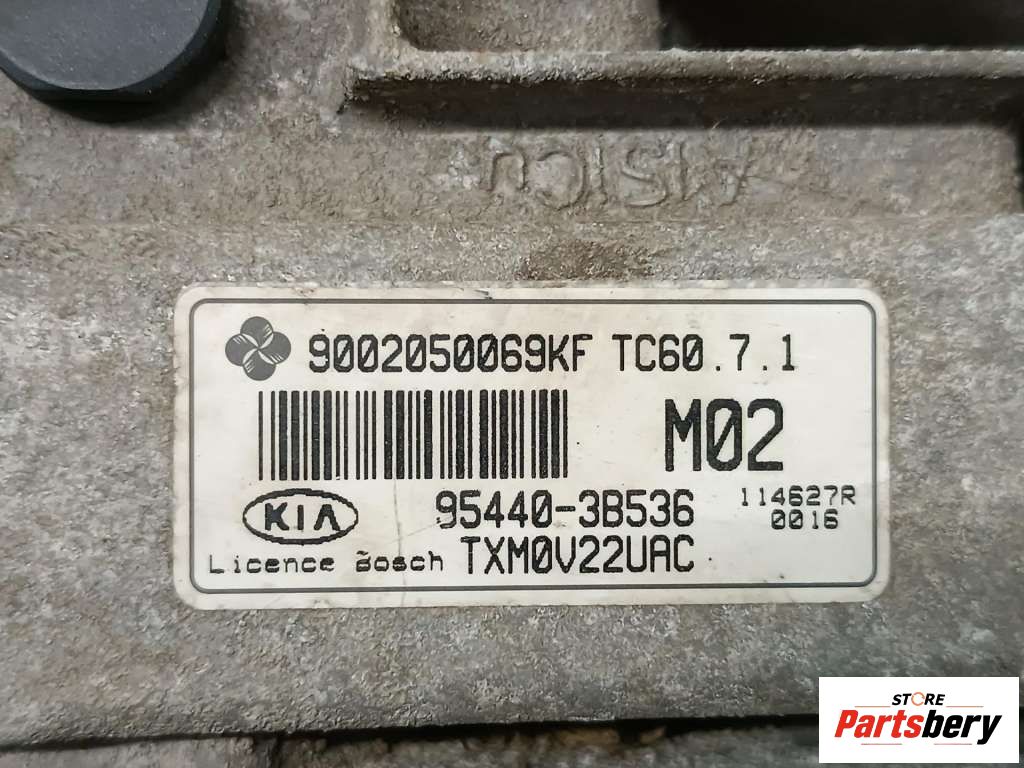 9002050069KF TC60.7.1
M02
KIA
95440-3B536
114627R
0016
Licence Bosch TXM0V22UAC
STORE
Partsbery